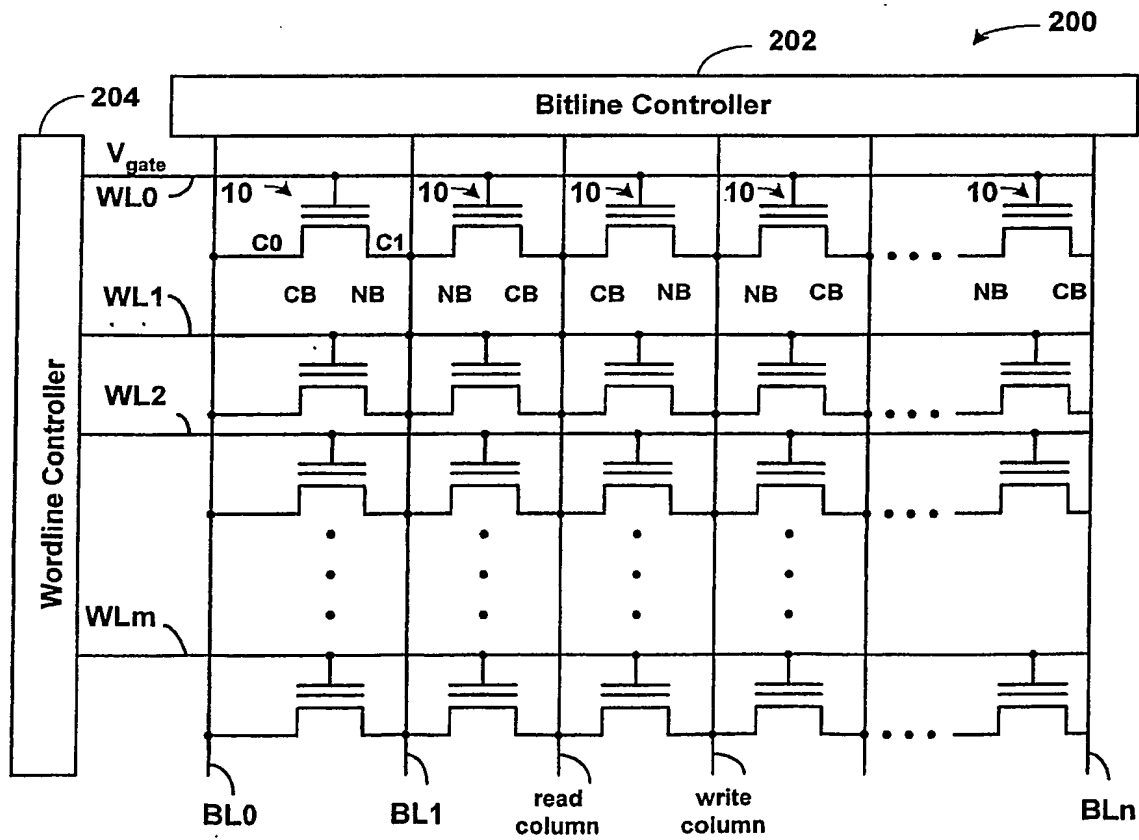 200
202
204
Bitline Controller
Vgate
WL0
10 10 10 10 10
C0 C1
CB NB NB CB CB NB NB CB NB CB
WL1
WL2
Wordline Controller
WLm
BL0 BL1 read column write column BLn